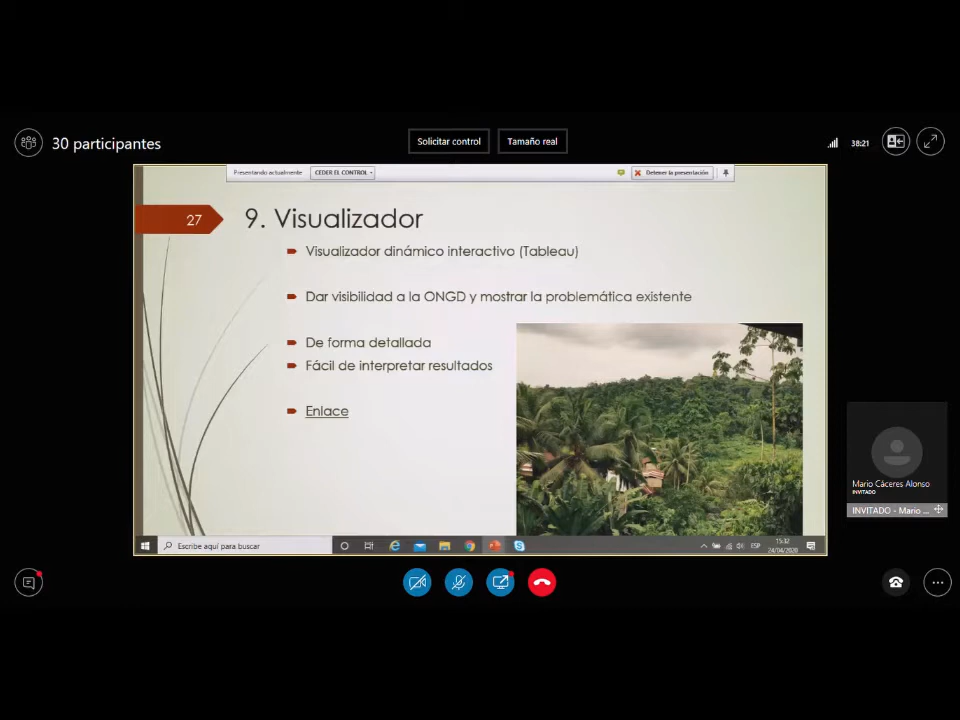 30 participantes
Solicitar control
Tamaño real
38:21
Presentando actualmente
CEDER EL CONTROL
Detener la presentación
27
9. Visualizador
Visualizador dinámico interactivo (Tableau)
Dar visibilidad a la ONGD y mostrar la problemática existente
De forma detallada
Fácil de interpretar resultados
Enlace
Mario Cáceres Alonso
INVITADO
INVITADO - Mario ...
Escribe aquí para buscar
ESP
15:12
24/04/2020